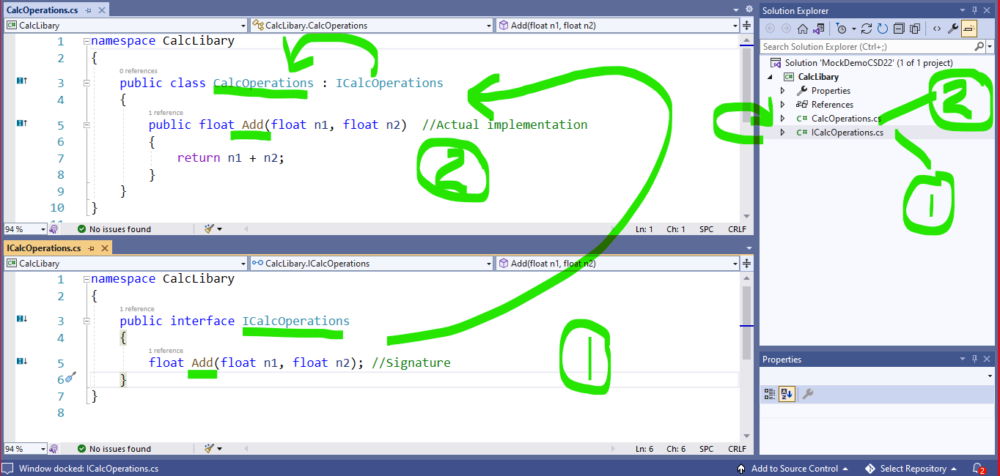 CalcOperations.cs
CalcLibary
CalcLibary.CalcOperations
Add(float n1, float n2)
1 namespace CalcLibary
2 {
0 references
3 public class CalcOperations : ICalcOperations
4 {
1 reference
5 public float Add(float n1, float n2) //Actual implementation
6 {
7 return n1 + n2;
8 }
9 }
10 }
2
94 %
No issues found
Ln: 1 Ch: 1 SPC CRLF
ICalcOperations.cs
CalcLibary
CalcLibary.ICalcOperations
Add(float n1, float n2)
1 namespace CalcLibary
2 {
1 reference
3 public interface ICalcOperations
4 {
1 reference
5 float Add(float n1, float n2); //Signature
6 }
7 }
8
1
94 %
No issues found
Ln: 6 Ch: 6 SPC CRLF
Solution Explorer
Search Solution Explorer (Ctrl+;)
Solution 'MockDemoCSD22' (1 of 1 project)
C# CalcLibary
Properties
References
C# CalcOperations.cs
C# ICalcOperations.cs
2
1
Properties
Window docked: ICalcOperations.cs
Add to Source Control
Select Repository
2